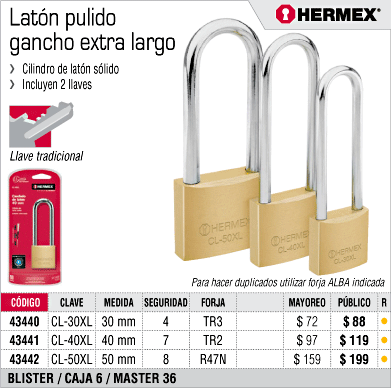 Latón pulido
gancho extra largo
HERMEX®
Cilindro de latón sólido
Incluyen 2 llaves
Llave tradicional
HERMEX
HERMEX
CL-50XL
HERMEX
CL-40XL
HERMEX
CL-30XL
Para hacer duplicados utilizar forja ALBA indicada
CÓDIGO CLAVE MEDIDA SEGURIDAD FORJA MAYOREO PÚBLICO R
43440 CL-30XL 30 mm 4 TR3 $ 72 $ 88
43441 CL-40XL 40 mm 7 TR2 $ 97 $ 119
43442 CL-50XL 50 mm 8 R47N $ 159 $ 199
BLISTER / CAJA 6 / MASTER 36